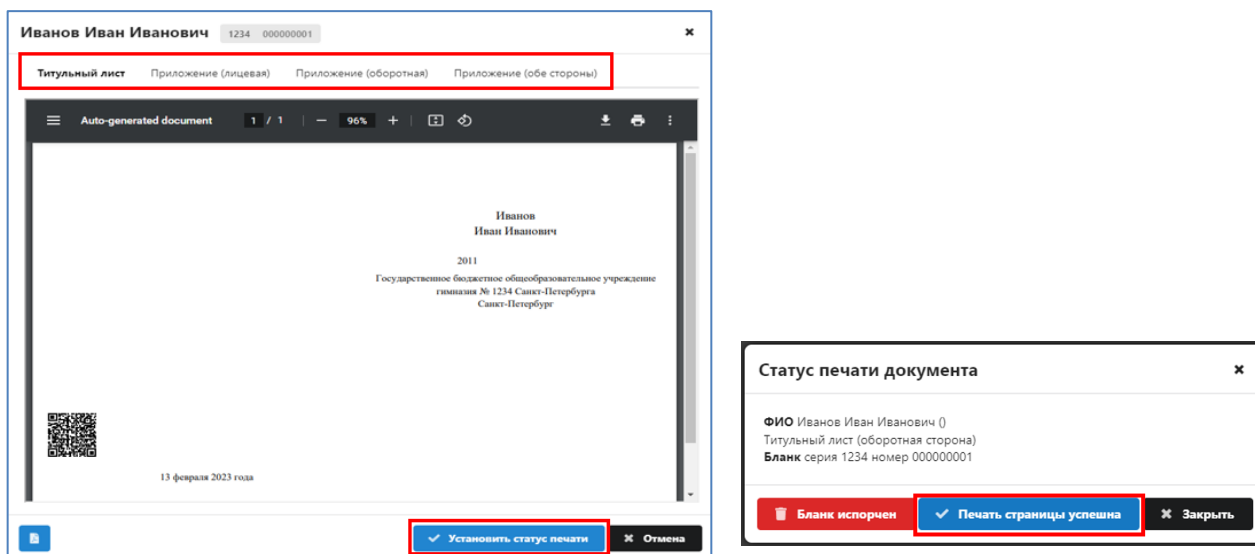 Иванов Иван Иванович 1234 000000001
Титульный лист Приложение (лицевая) Приложение (оборотная) Приложение (обе стороны)
Auto-generated document 1 / 1 96%
Иванов
Иван Иванович
2011
Государственное бюджетное общеобразовательное учреждение
гимназия № 1234 Санкт-Петербурга
Санкт-Петербург
13 февраля 2023 года
Установить статус печати Отмена
Статус печати документа
ФИО Иванов Иван Иванович ()
Титульный лист (оборотная сторона)
Бланк серия 1234 номер 000000001
Бланк испорчен Печать страницы успешна Закрыть